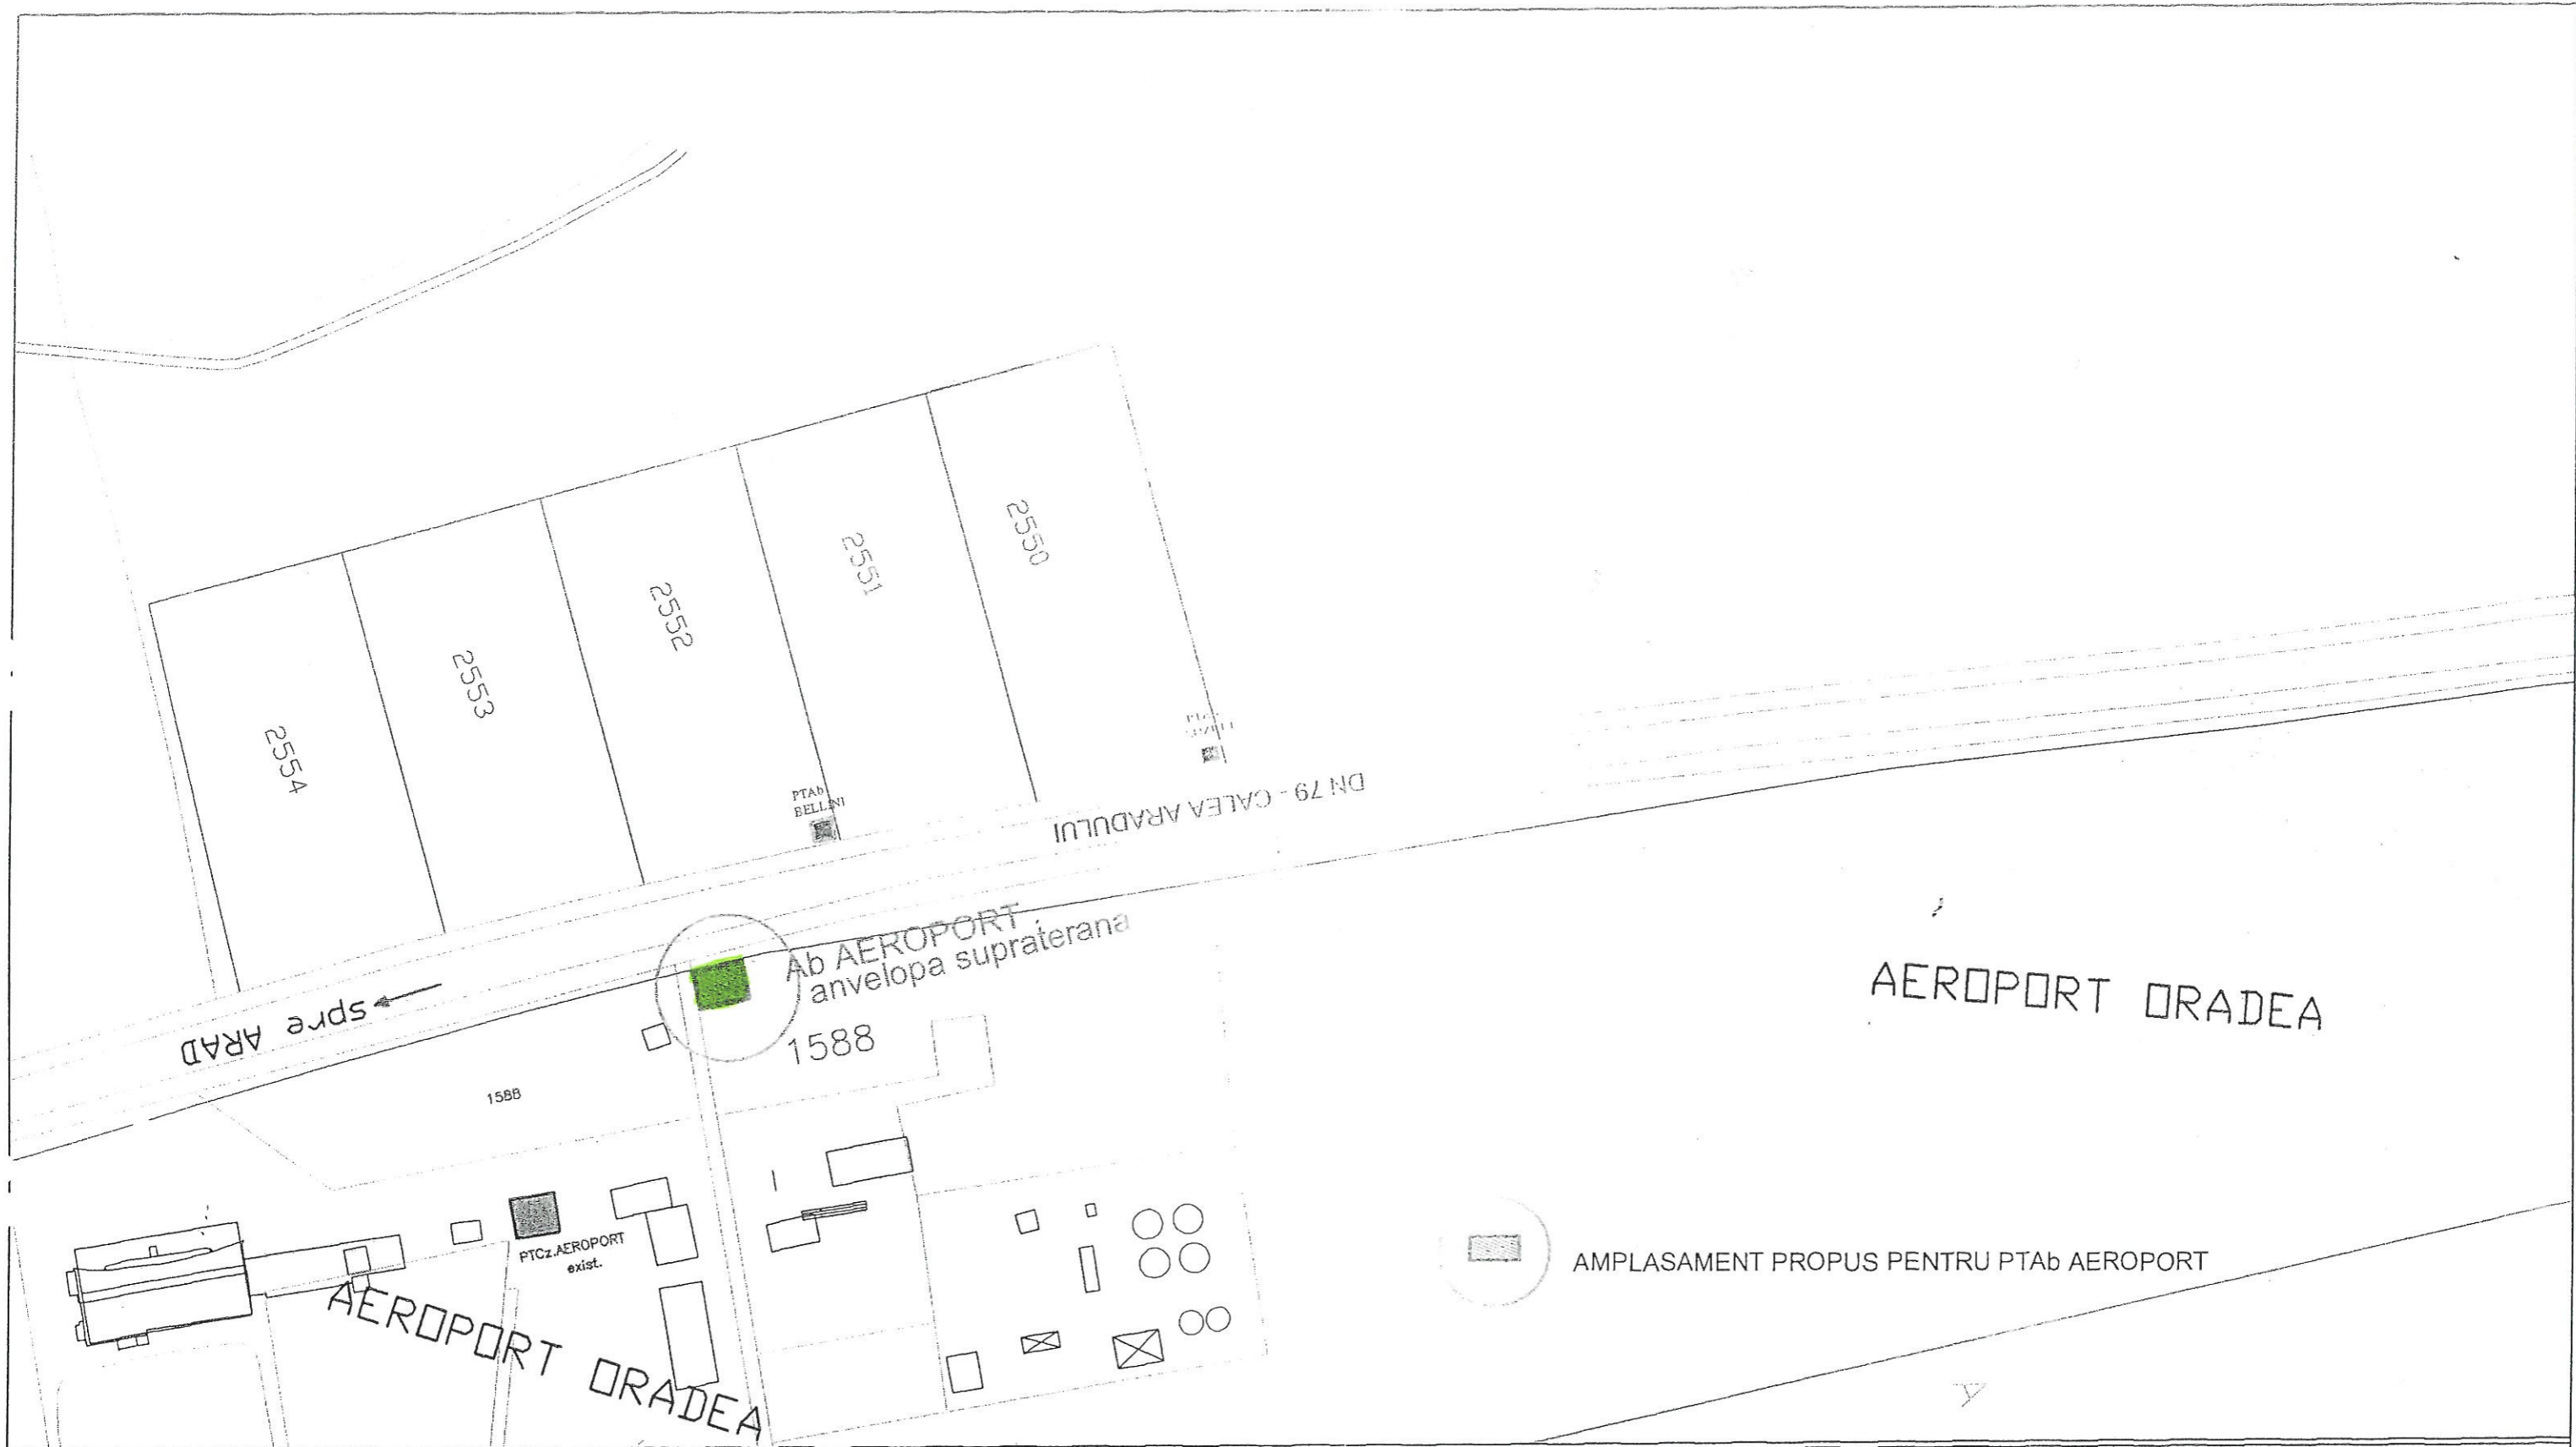 2550
2551
2552
2553
2554
PTAb
BELLINI
DN 79 - CALEA ARADULUI
Ab AEROPORT
anvelopa supraterana
spre ARAD
1588
1588
AEROPORT ORADEA
PTCz.AEROPORT
exist.
AEROPORT ORADEA
AMPLASAMENT PROPUS PENTRU PTAb AEROPORT